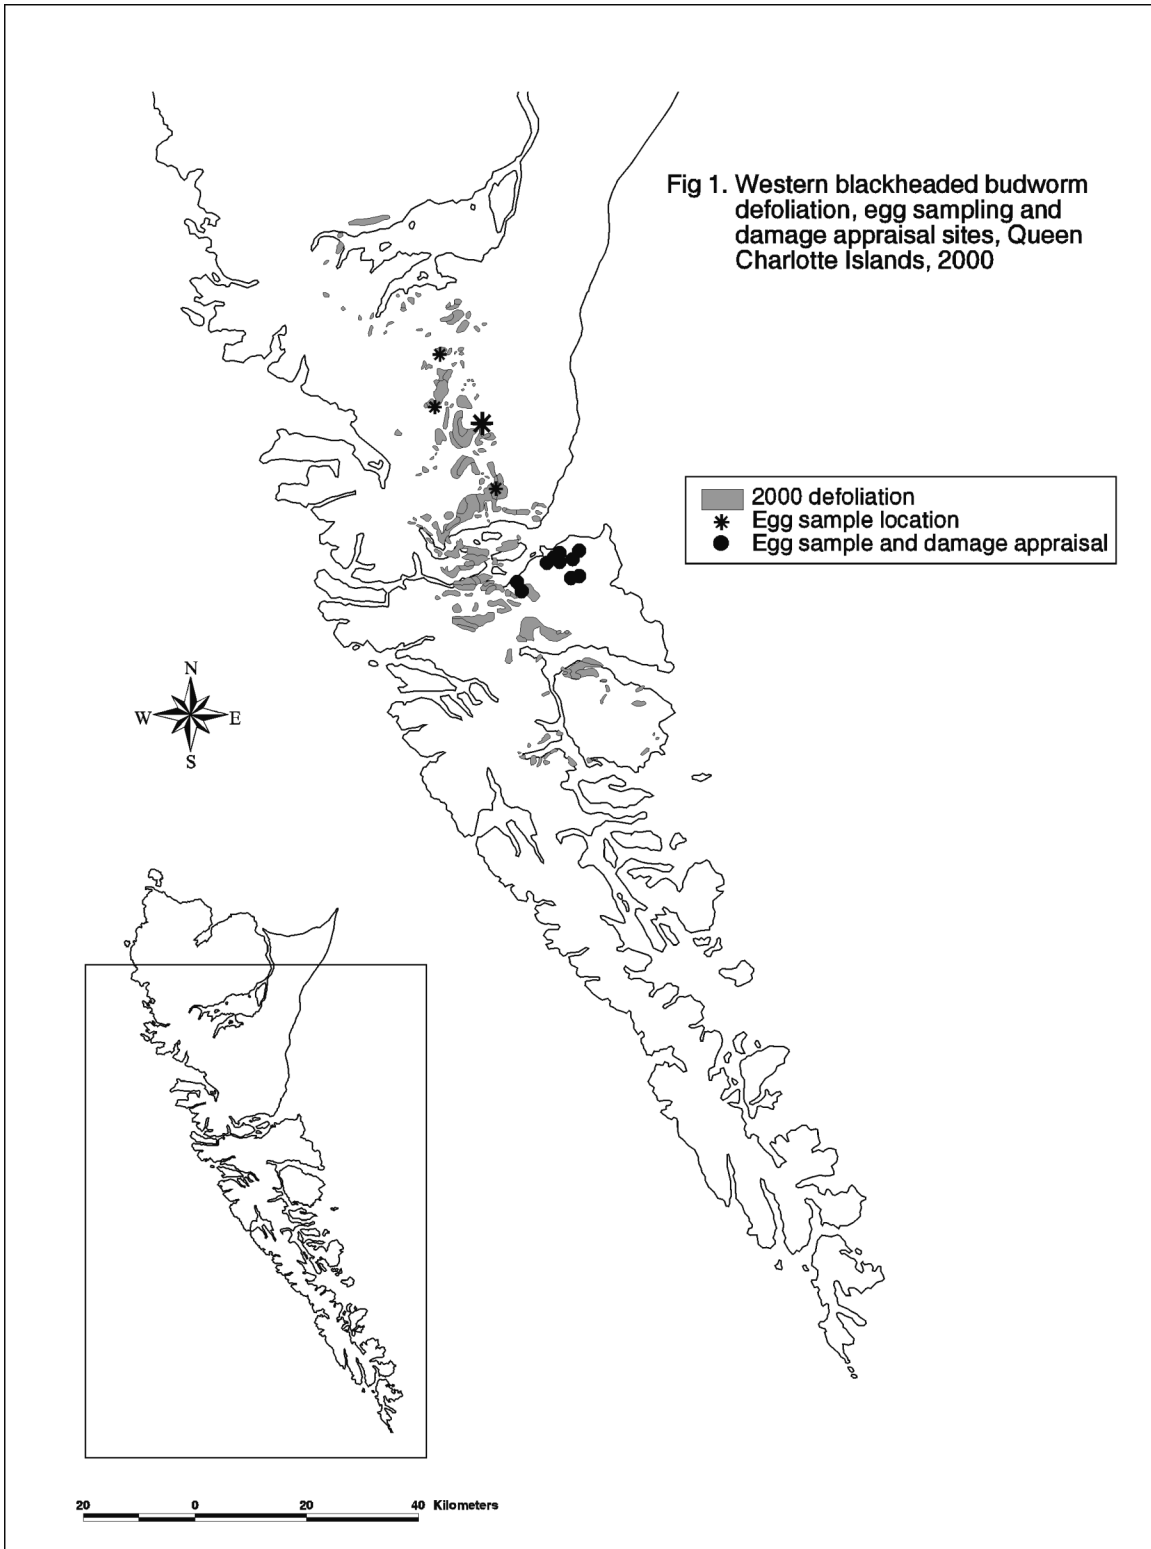 Fig 1. Western blackheaded budworm
defoliation, egg sampling and
damage appraisal sites, Queen
Charlotte Islands, 2000
2000 defoliation
Egg sample location
Egg sample and damage appraisal
N
W E
S
20 0 20 40 Kilometers